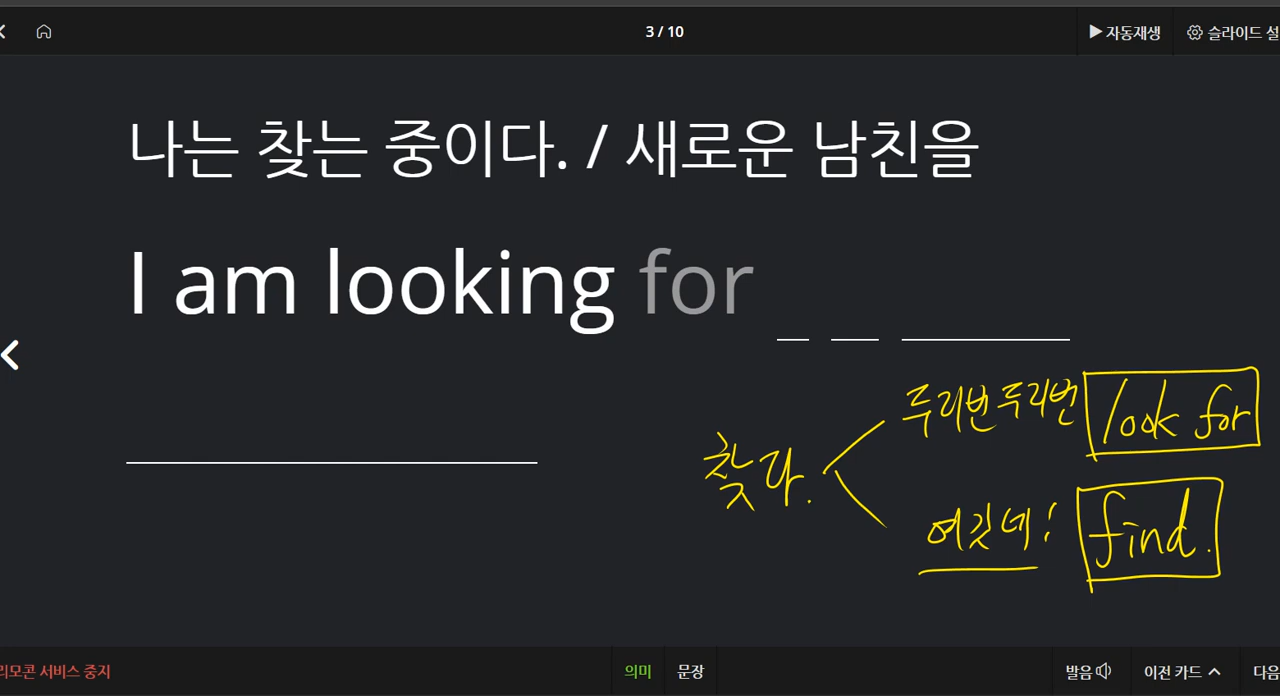 3 / 10
자동재생
슬라이드 설
나는 찾는 중이다. / 새로운 남친을
I am looking for
두리번두리번 look for
찾다.
여깃네! find.
리모콘 서비스 중지
의미
문장
발음
이전 카드
다음